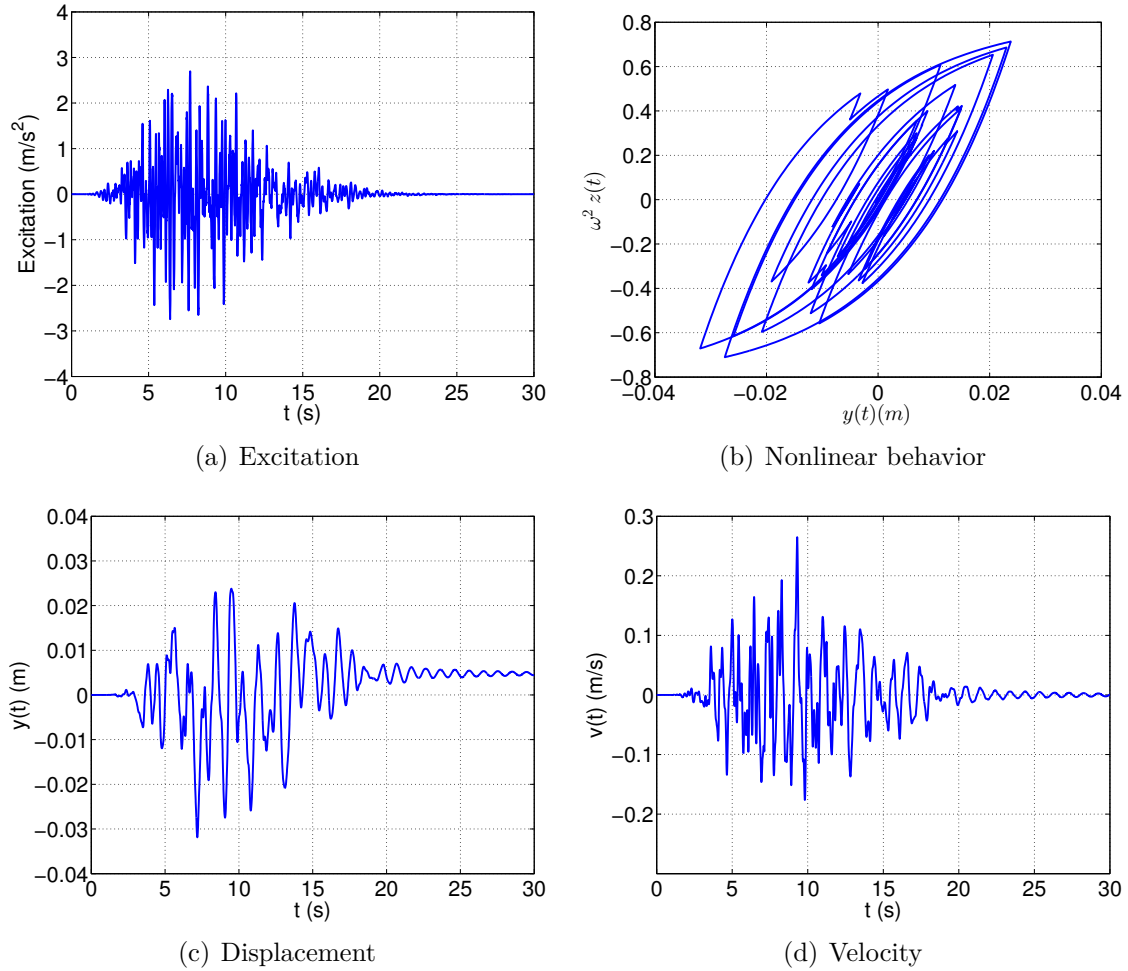 4
3
2
1
0
−1
−2
−3
−4
Excitation (m/s²)
0 5 10 15 20 25 30
t (s)
(a) Excitation
0.8
0.6
0.4
0.2
0
−0.2
−0.4
−0.6
−0.8
ω² z(t)
−0.04 −0.02 0 0.02 0.04
y(t)(m)
(b) Nonlinear behavior
0.04
0.03
0.02
0.01
0
−0.01
−0.02
−0.03
−0.04
y(t) (m)
0 5 10 15 20 25 30
t (s)
(c) Displacement
0.3
0.2
0.1
0
−0.1
−0.2
v(t) (m/s)
0 5 10 15 20 25 30
t (s)
(d) Velocity